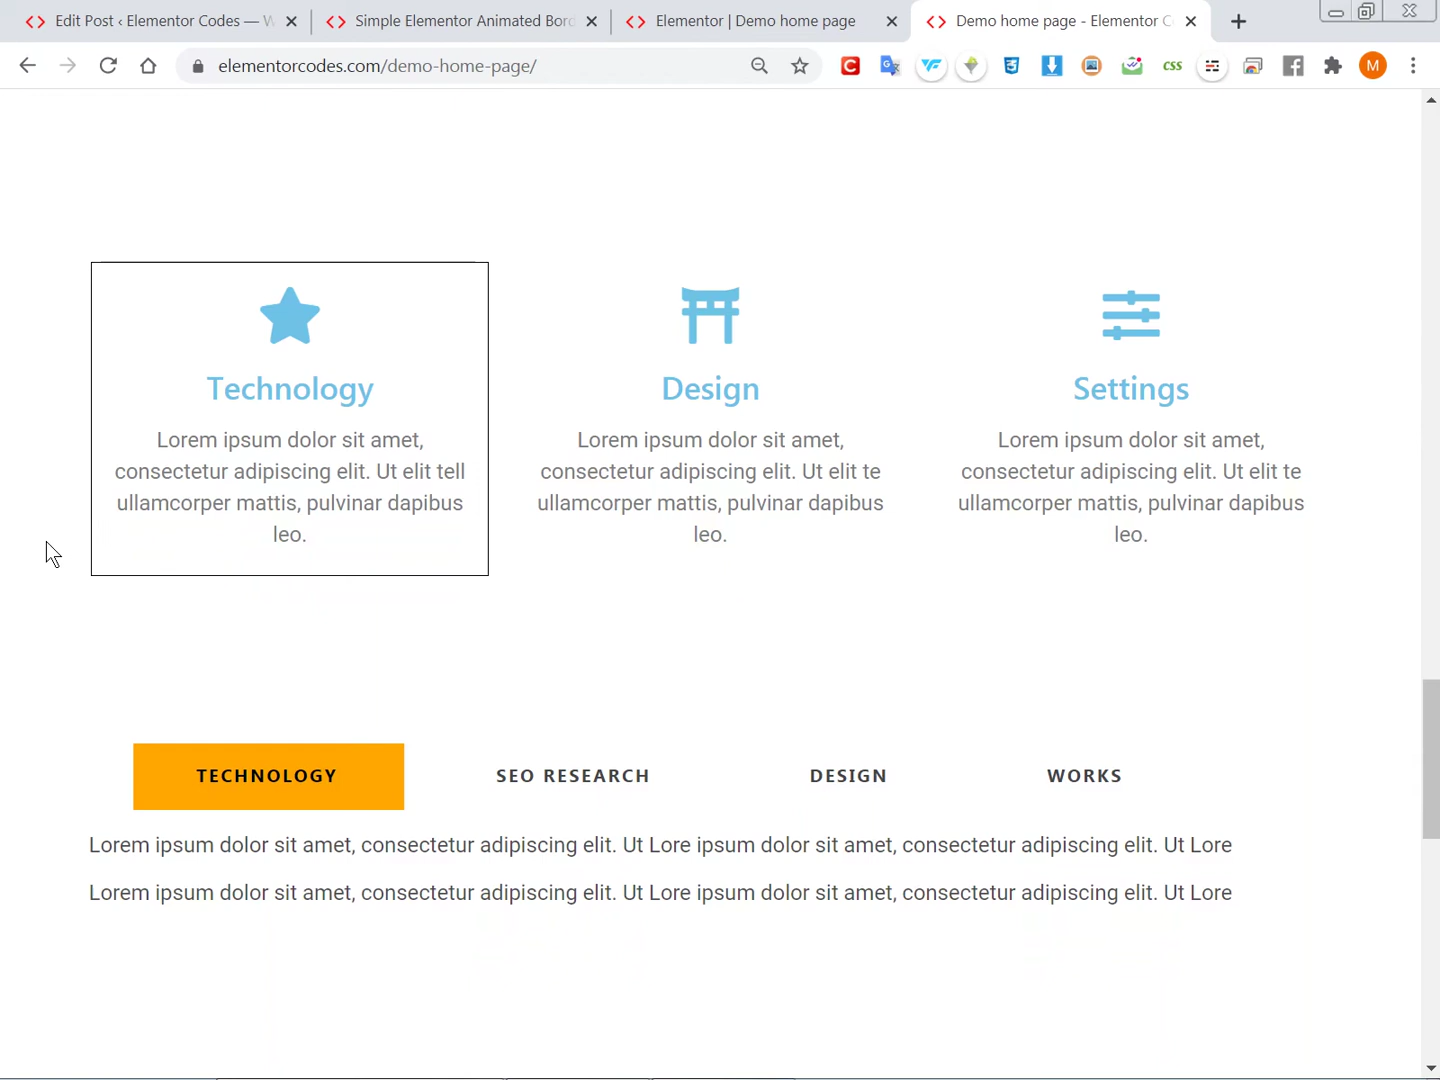 Edit Post ‹ Elementor Codes — W
Simple Elementor Animated Bord
Elementor | Demo home page
Demo home page - Elementor C
elementorcodes.com/demo-home-page/
css
M
Technology
Lorem ipsum dolor sit amet,
consectetur adipiscing elit. Ut elit tell
ullamcorper mattis, pulvinar dapibus
leo.
Design
Lorem ipsum dolor sit amet,
consectetur adipiscing elit. Ut elit te
ullamcorper mattis, pulvinar dapibus
leo.
Settings
Lorem ipsum dolor sit amet,
consectetur adipiscing elit. Ut elit te
ullamcorper mattis, pulvinar dapibus
leo.
TECHNOLOGY
SEO RESEARCH
DESIGN
WORKS
Lorem ipsum dolor sit amet, consectetur adipiscing elit. Ut Lore ipsum dolor sit amet, consectetur adipiscing elit. Ut Lore
Lorem ipsum dolor sit amet, consectetur adipiscing elit. Ut Lore ipsum dolor sit amet, consectetur adipiscing elit. Ut Lore